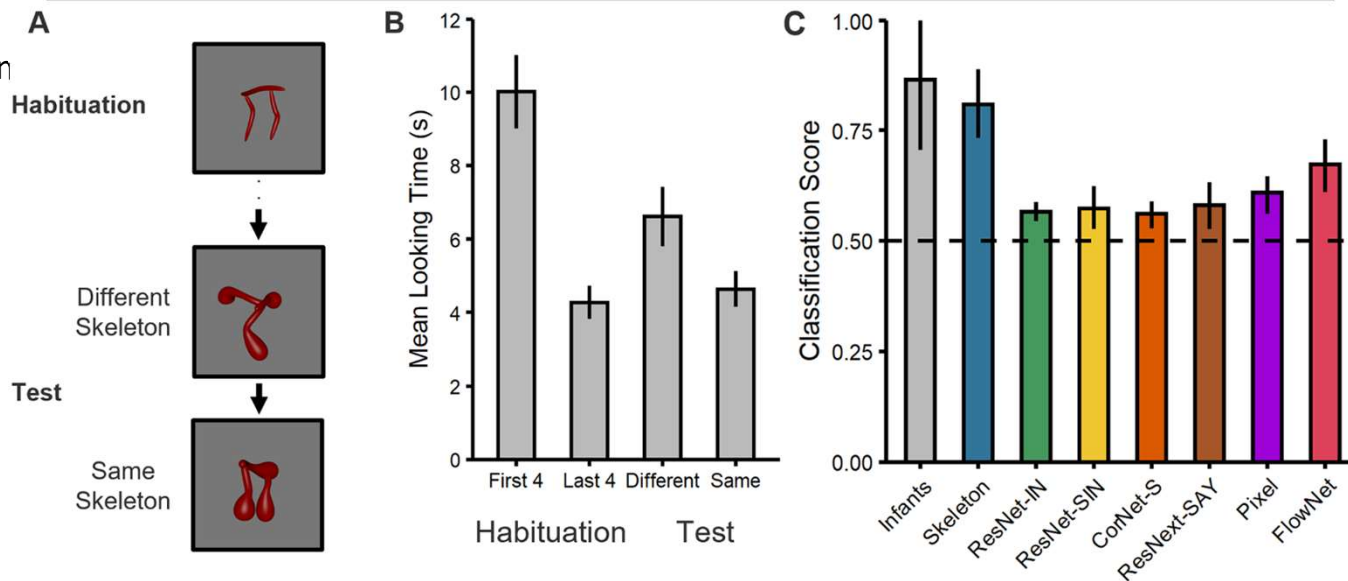 A
n
Habituation
Different
Skeleton
Test
Same
Skeleton
B
Mean Looking Time (s)
12
10
8
6
4
2
0
First 4 Last 4 Different Same
Habituation Test
C
Classification Score
1.00
0.75
0.50
0.25
0.00
Infants
Skeleton
ResNet-IN
ResNet-SIN
CorNet-S
ResNext-SAY
Pixel
FlowNet